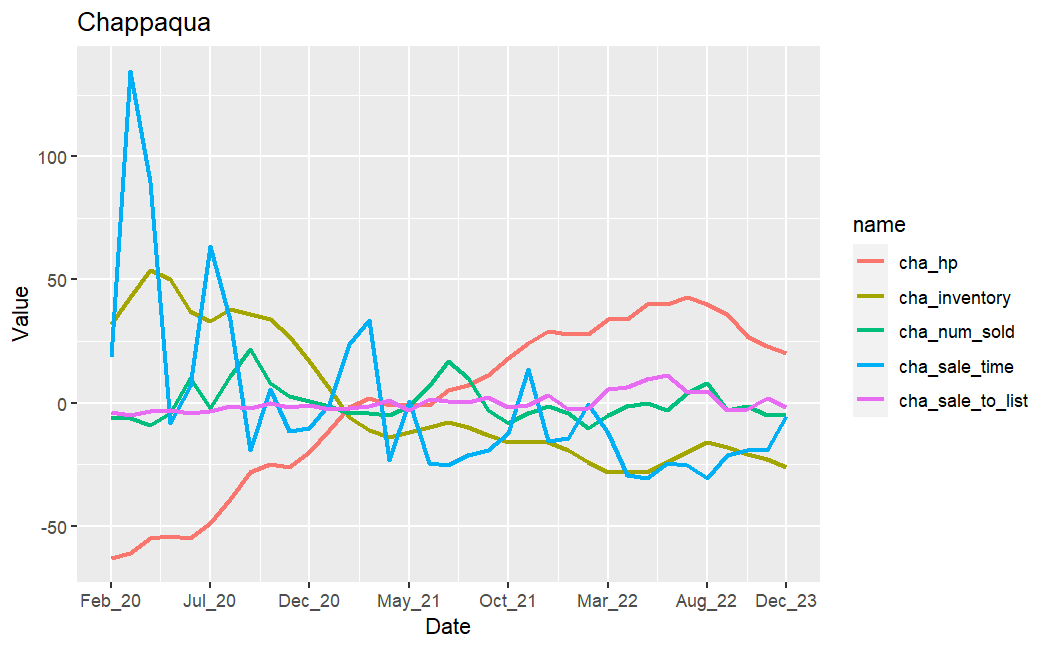 Chappaqua
Value
100
50
0
-50
Feb_20 Jul_20 Dec_20 May_21 Oct_21 Mar_22 Aug_22 Dec_23
Date
name
cha_hp
cha_inventory
cha_num_sold
cha_sale_time
cha_sale_to_list